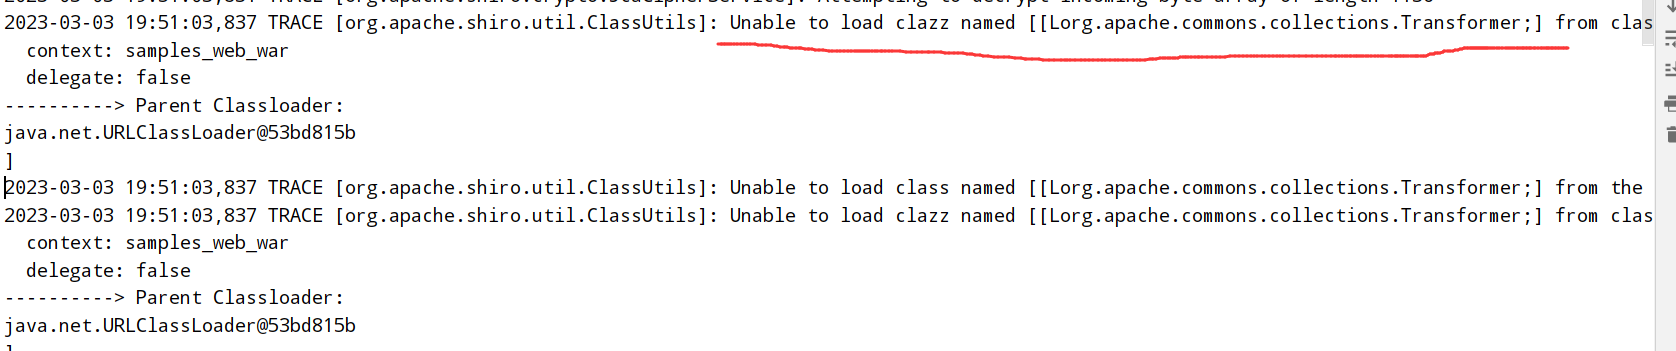 2023-03-03 19:51:03,837 TRACE [org.apache.shiro.util.ClassUtils]: Unable to load clazz named [[Lorg.apache.commons.collections.Transformer;] from clas
  context: samples_web_war
  delegate: false
----------> Parent Classloader:
java.net.URLClassLoader@53bd815b
]
2023-03-03 19:51:03,837 TRACE [org.apache.shiro.util.ClassUtils]: Unable to load class named [[Lorg.apache.commons.collections.Transformer;] from the
2023-03-03 19:51:03,837 TRACE [org.apache.shiro.util.ClassUtils]: Unable to load clazz named [[Lorg.apache.commons.collections.Transformer;] from clas
  context: samples_web_war
  delegate: false
----------> Parent Classloader:
java.net.URLClassLoader@53bd815b